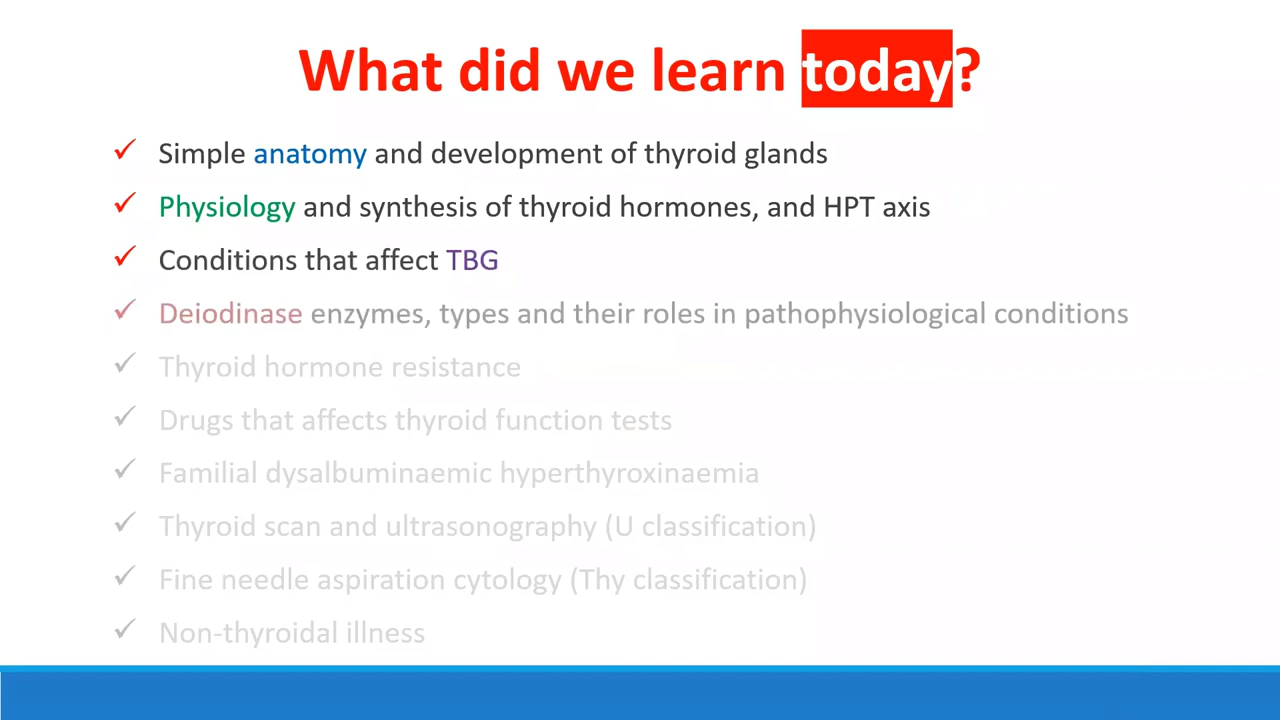 What did we learn today?
✓ Simple anatomy and development of thyroid glands
✓ Physiology and synthesis of thyroid hormones, and HPT axis
✓ Conditions that affect TBG
✓ Deiodinase enzymes, types and their roles in pathophysiological conditions
✓ Thyroid hormone resistance
✓ Drugs that affects thyroid function tests
✓ Familial dysalbuminaemic hyperthyroxinaemia
✓ Thyroid scan and ultrasonography (U classification)
✓ Fine needle aspiration cytology (Thy classification)
✓ Non-thyroidal illness